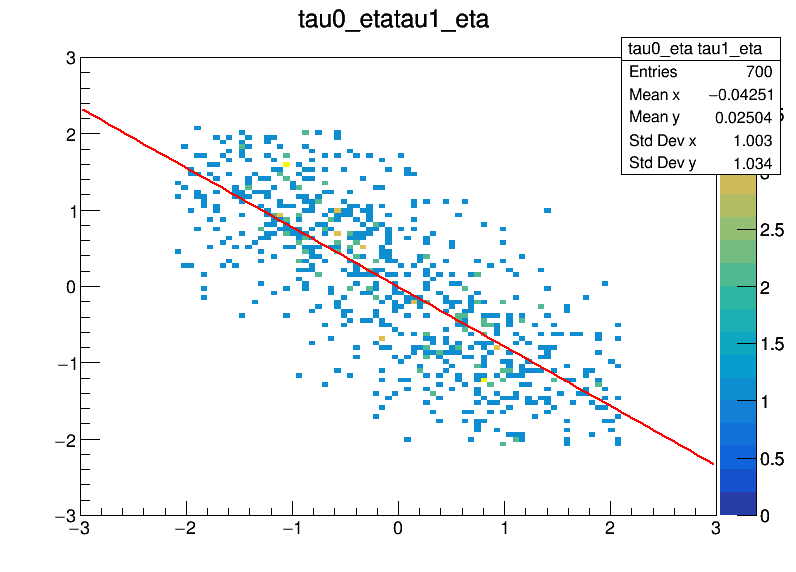 tau0_etatau1_eta
tau0_eta tau1_eta
Entries 700
Mean x −0.04251
Mean y 0.02504
Std Dev x 1.003
Std Dev y 1.034
3
2
1
0
−1
−2
−3
−3 −2 −1 0 1 2 3
2.5
2
1.5
1
0.5
0